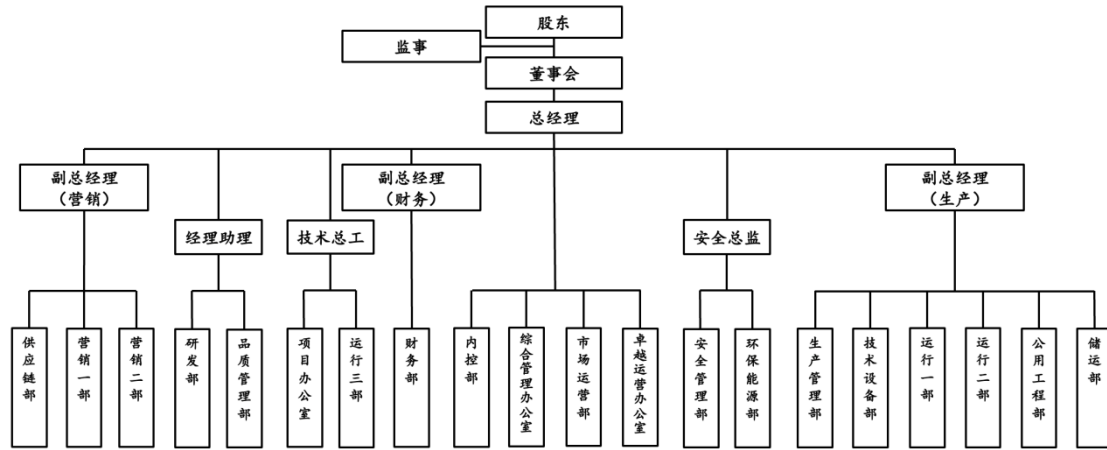 股东
监事
董事会
总经理
副总经理
（营销）
副总经理
（财务）
副总经理
（生产）
经理助理
技术总工
安全总监
供应链部
营销一部
营销二部
研发部
品质管理部
项目办公室
运行三部
财务部
内控部
综合管理办公室
市场运营部
卓越运营办公室
安全管理部
环保能源部
生产管理部
技术设备部
运行一部
运行二部
公用工程部
储运部